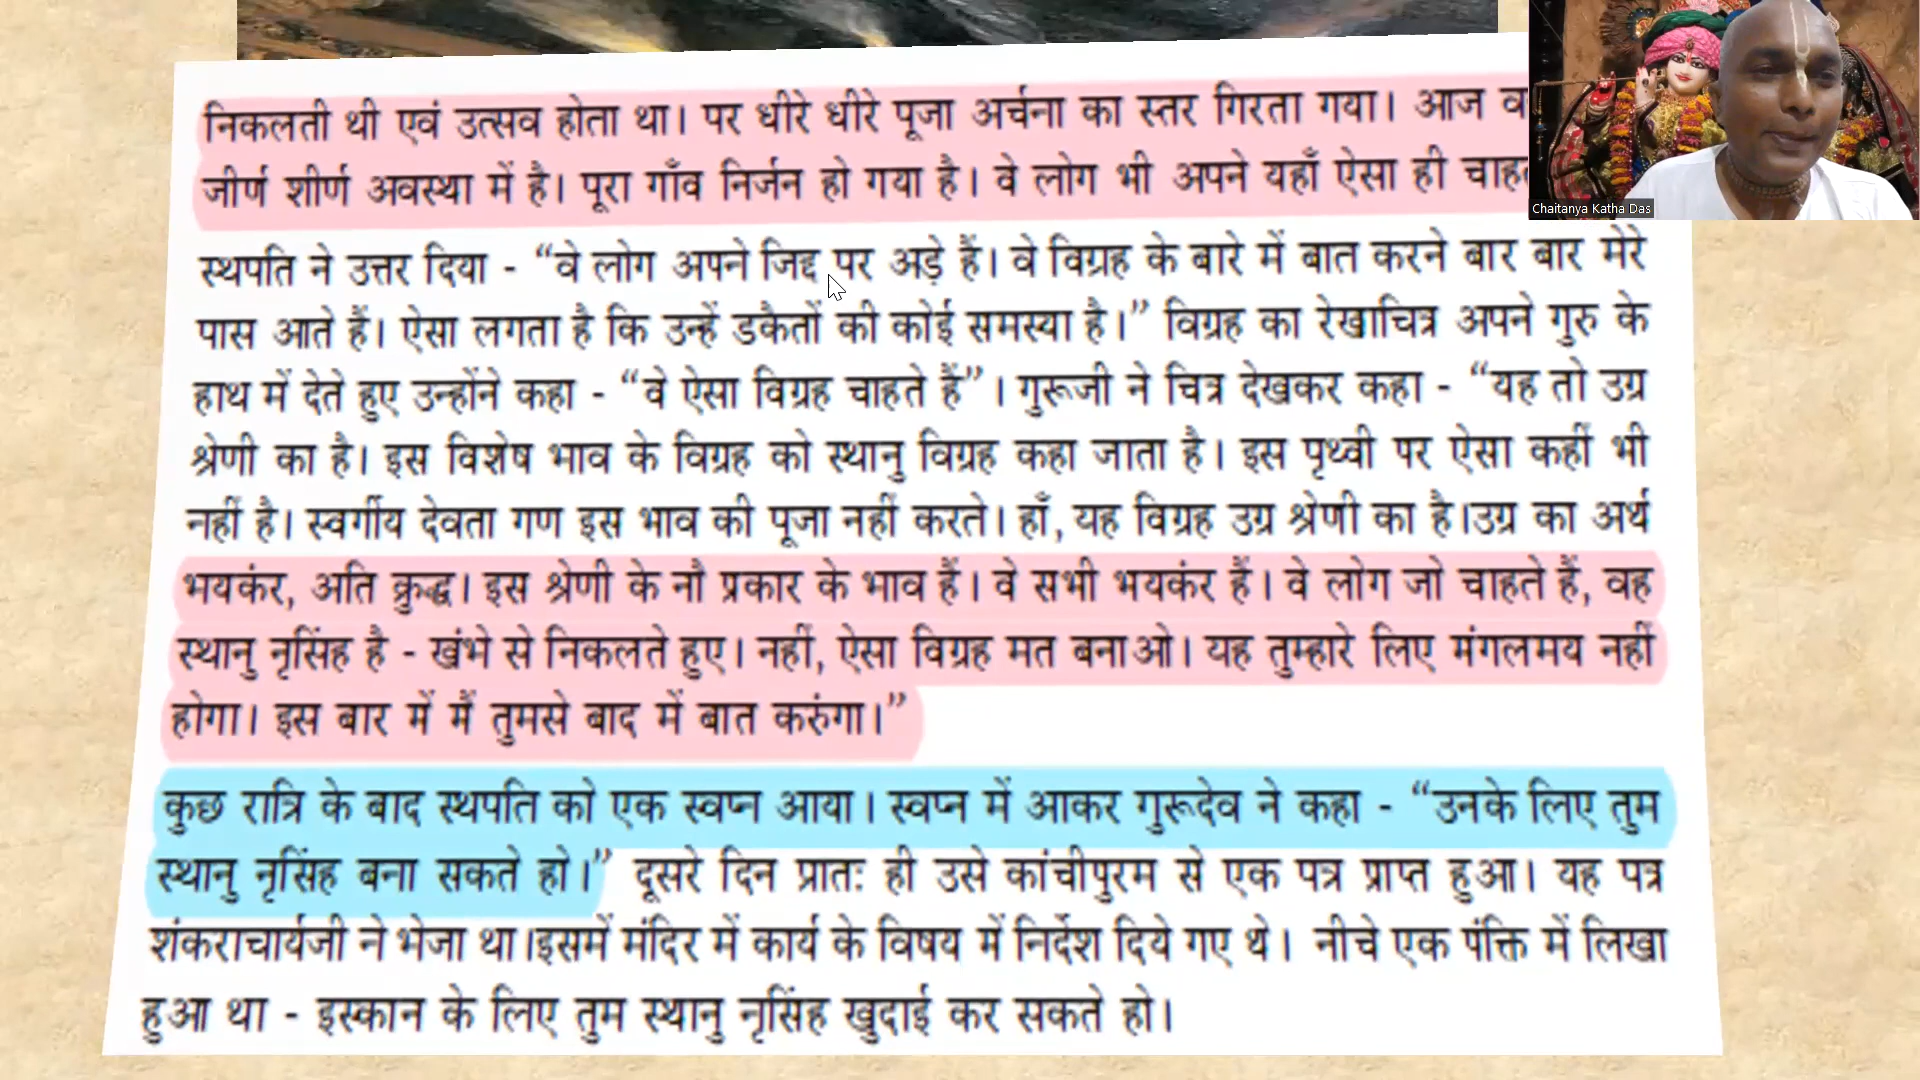 निकलती थी एवं उत्सव होता था। पर धीरे धीरे पूजा अर्चना का स्तर गिरता गया। आज
जीर्ण शीर्ण अवस्था में है। पूरा गाँव निर्जन हो गया है। वे लोग भी अपने यहाँ ऐसा ही
Chaitanya Katha Das
स्थपति ने उत्तर दिया - “वे लोग अपने जिद्द पर अड़े हैं। वे विग्रह के बारे में बात करने बार बार मेरे
पास आते हैं। ऐसा लगता है कि उन्हें डकैतों की कोई समस्या है।” विग्रह का रेखाचित्र अपने गुरु के
हाथ में देते हुए उन्होंने कहा - “वे ऐसा विग्रह चाहते हैं”। गुरूजी ने चित्र देखकर कहा - “यह तो उग्र
श्रेणी का है। इस विशेष भाव के विग्रह को स्थानु विग्रह कहा जाता है। इस पृथ्वी पर ऐसा कहीं भी
नहीं है। स्वर्गीय देवता गण इस भाव की पूजा नहीं करते। हाँ, यह विग्रह उग्र श्रेणी का है।उग्र का अर्थ
भयकंर, अति क्रुद्ध। इस श्रेणी के नौ प्रकार के भाव हैं। वे सभी भयकंर हैं। वे लोग जो चाहते हैं, वह
स्थानु नृसिंह है - खंभे से निकलते हुए। नहीं, ऐसा विग्रह मत बनाओ। यह तुम्हारे लिए मंगलमय नहीं
होगा। इस बार में मैं तुमसे बाद में बात करुंगा।”
कुछ रात्रि के बाद स्थपति को एक स्वप्न आया। स्वप्न में आकर गुरूदेव ने कहा - “उनके लिए तुम
स्थानु नृसिंह बना सकते हो।” दूसरे दिन प्रातः ही उसे कांचीपुरम से एक पत्र प्राप्त हुआ। यह पत्र
शंकराचार्यजी ने भेजा था।इसमें मंदिर में कार्य के विषय में निर्देश दिये गए थे। नीचे एक पंक्ति में लिखा
हुआ था - इस्कान के लिए तुम स्थानु नृसिंह खुदाई कर सकते हो।